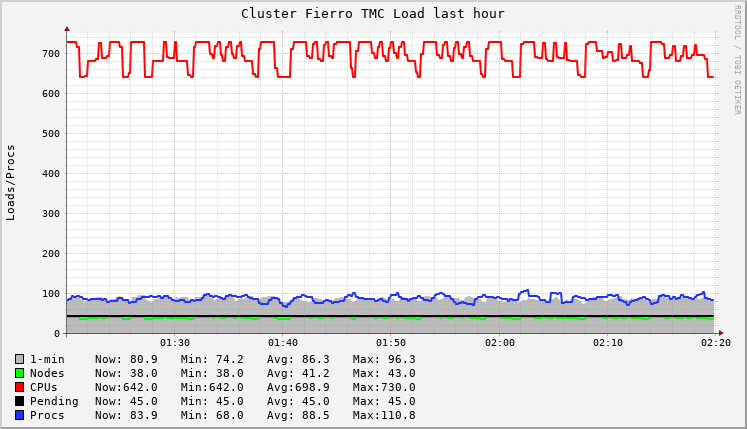 Cluster Fierro TMC Load last hour
RRDTOOL / TOBI OETIKER
Loads/Procs
700
600
500
400
300
200
100
0
01:30 01:40 01:50 02:00 02:10 02:20
1-min Now: 80.9 Min: 74.2 Avg: 86.3 Max: 96.3
Nodes Now: 38.0 Min: 38.0 Avg: 41.2 Max: 43.0
CPUs Now:642.0 Min:642.0 Avg:698.9 Max:730.0
Pending Now: 45.0 Min: 45.0 Avg: 45.0 Max: 45.0
Procs Now: 83.9 Min: 68.0 Avg: 88.5 Max:110.8